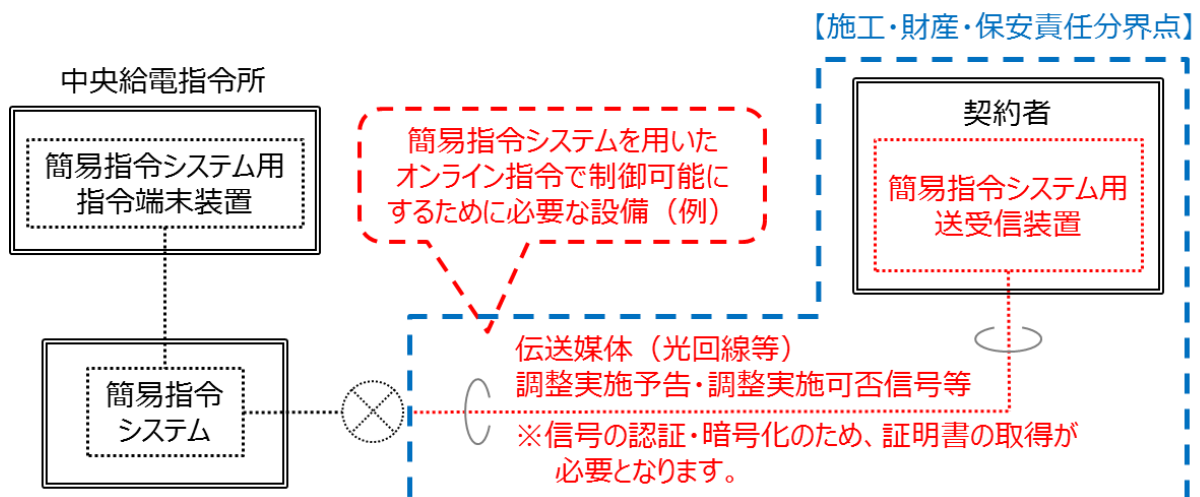 【施工・財産・保安責任分界点】
中央給電指令所
簡易指令システム用
指令端末装置
簡易指令システムを用いた
オンライン指令で制御可能に
するために必要な設備（例）
契約者
簡易指令システム用
送受信装置
簡易指令
システム
伝送媒体（光回線等）
調整実施予告・調整実施可否信号等
※信号の認証・暗号化のため、証明書の取得が
必要となります。